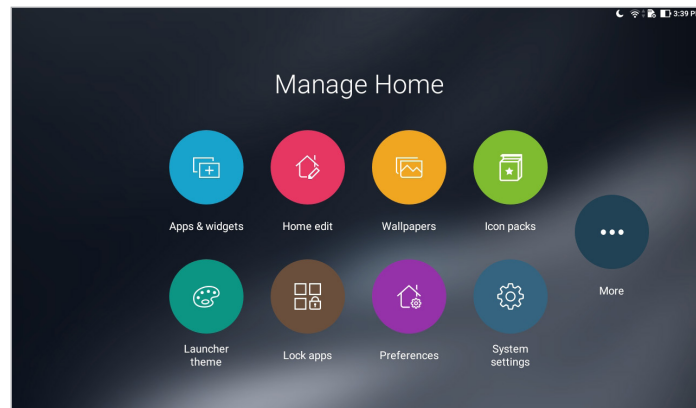 3:39 P
Manage Home
Apps & widgets
Home edit
Wallpapers
Icon packs
More
Launcher
theme
Lock apps
Preferences
System
settings